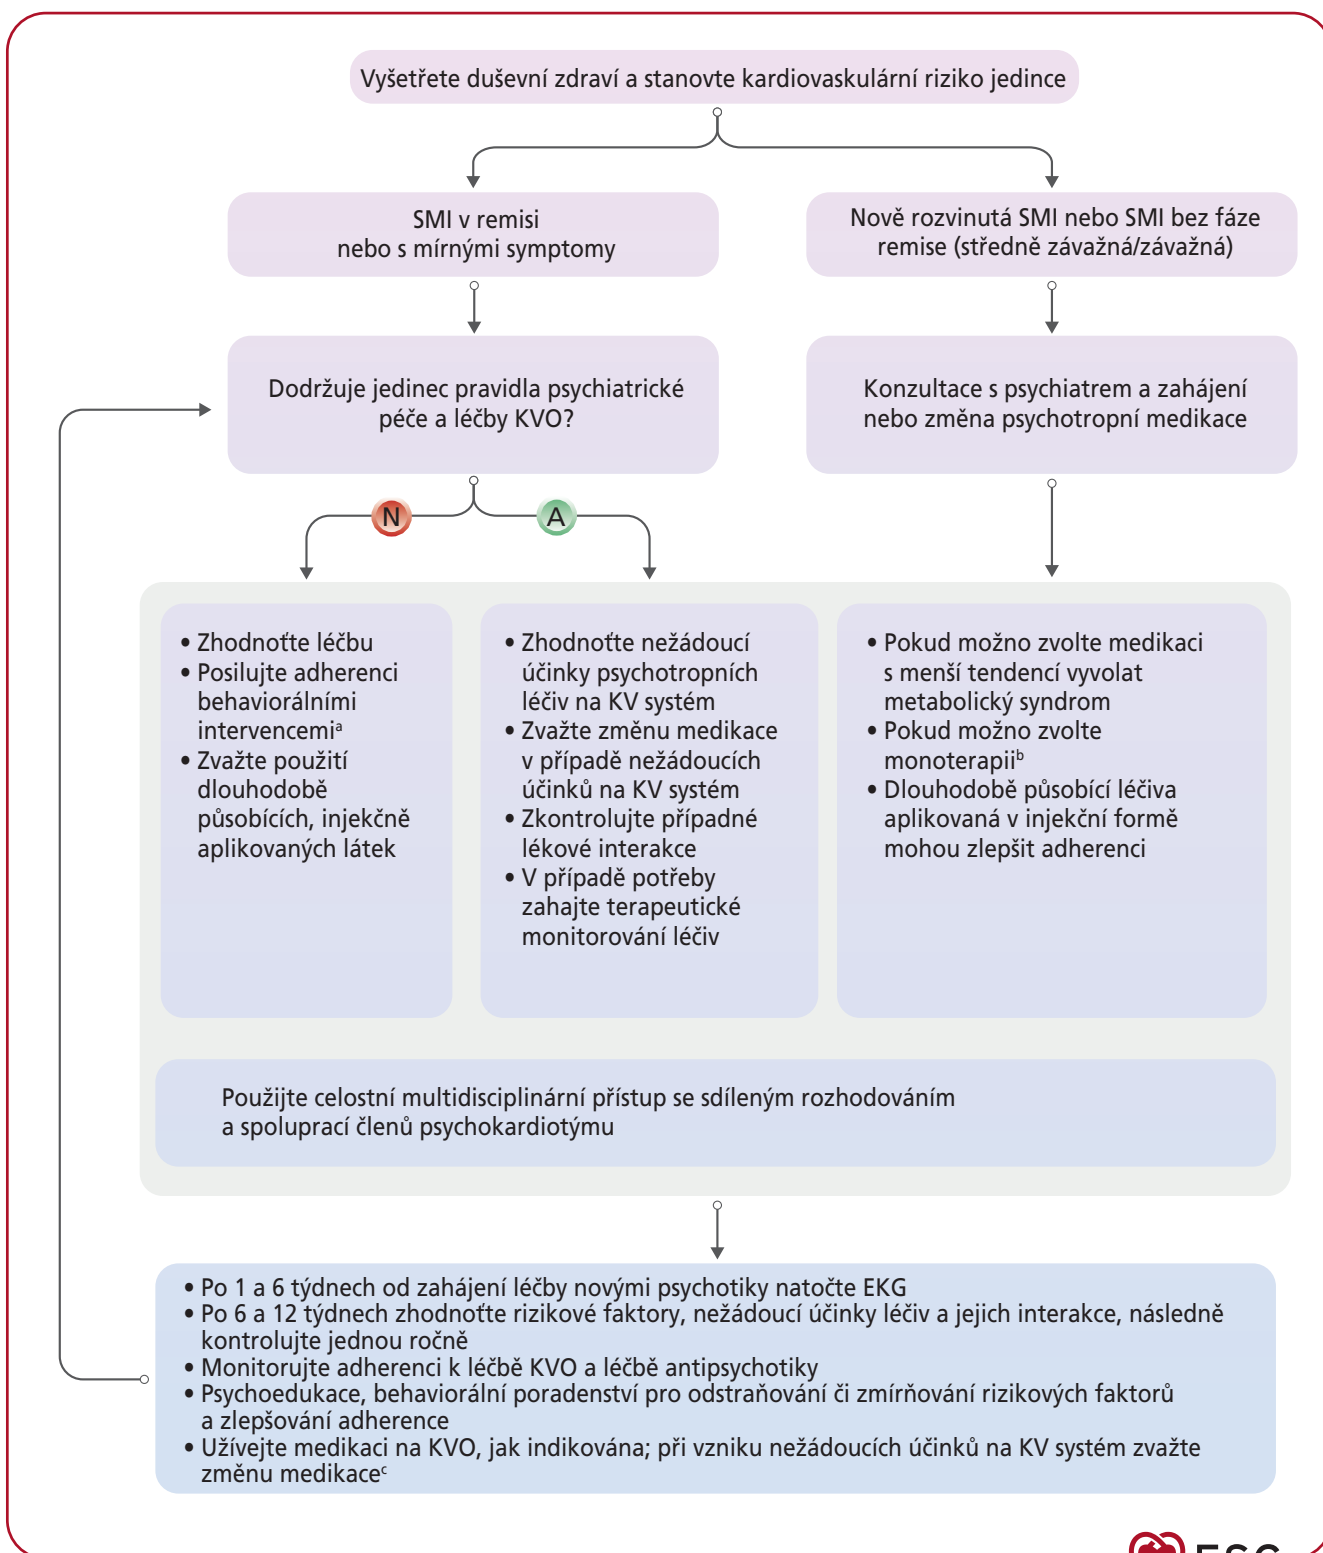 Vyšetřete duševní zdraví a stanovte kardiovaskulární riziko jedince
SMI v remisi
nebo s mírnými symptomy
Nově rozvinutá SMI nebo SMI bez fáze
remise (středně závažná/závažná)
Dodržuje jedinec pravidla psychiatrické
péče a léčby KVO?
Konzultace s psychiatrem a zahájení
nebo změna psychotropní medikace
N
A
• Zhodnoťte léčbu
• Posilujte adherenci
behaviorálními
intervencemiᵃ
• Zvažte použití
dlouhodobě
působících, injekčně
aplikovaných látek
• Zhodnoťte nežádoucí
účinky psychotropních
léčiv na KV systém
• Zvažte změnu medikace
v případě nežádoucích
účinků na KV systém
• Zkontrolujte případné
lékové interakce
• V případě potřeby
zahajte terapeutické
monitorování léčiv
• Pokud možno zvolte medikaci
s menší tendencí vyvolat
metabolický syndrom
• Pokud možno zvolte
monoterapiiᵇ
• Dlouhodobě působící léčiva
aplikovaná v injekční formě
mohou zlepšit adherenci
Použijte celostní multidisciplinární přístup se sdíleným rozhodováním
a spoluprací členů psychokardiotýmu
• Po 1 a 6 týdnech od zahájení léčby novými psychotiky natočte EKG
• Po 6 a 12 týdnech zhodnoťte rizikové faktory, nežádoucí účinky léčiv a jejich interakce, následně
kontrolujte jednou ročně
• Monitorujte adherenci k léčbě KVO a léčbě antipsychotiky
• Psychoedukace, behaviorální poradenství pro odstraňování či zmírňování rizikových faktorů
a zlepšování adherence
• Užívejte medikaci na KVO, jak indikována; při vzniku nežádoucích účinků na KV systém zvažte
změnu medikaceᶜ